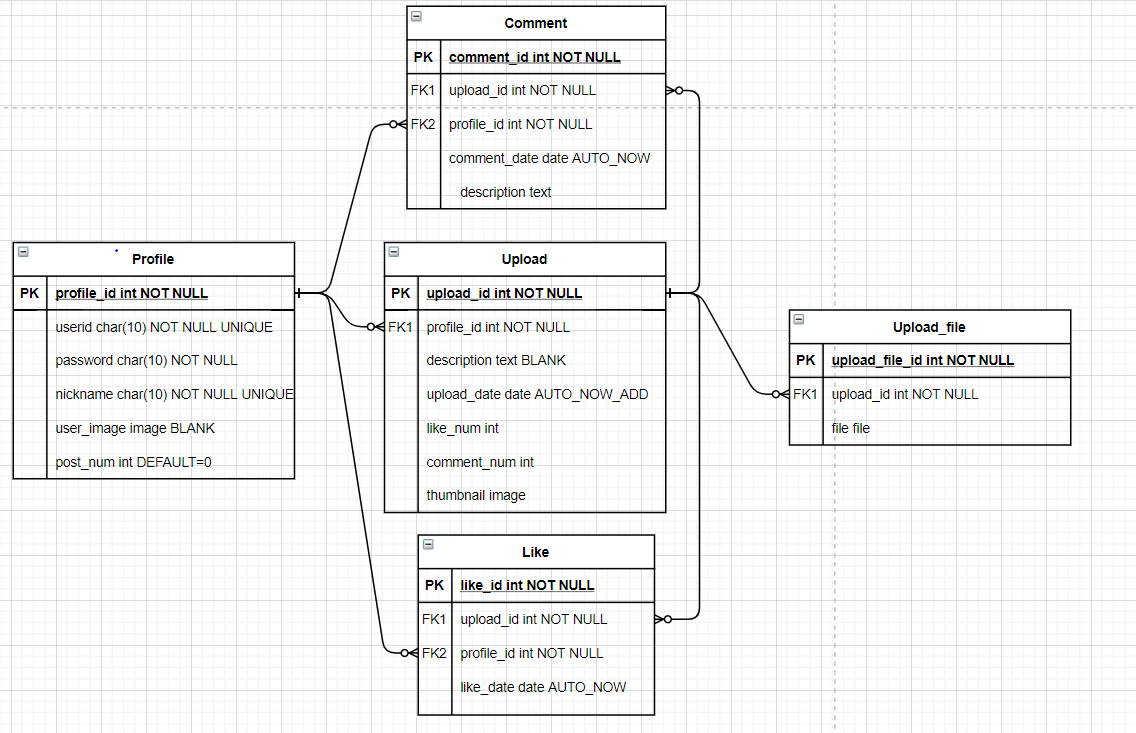 Comment
PK comment_id int NOT NULL
FK1 upload_id int NOT NULL
FK2 profile_id int NOT NULL
comment_date date AUTO_NOW
description text
Profile
PK profile_id int NOT NULL
userid char(10) NOT NULL UNIQUE
password char(10) NOT NULL
nickname char(10) NOT NULL UNIQUE
user_image image BLANK
post_num int DEFAULT=0
Upload
PK upload_id int NOT NULL
FK1 profile_id int NOT NULL
description text BLANK
upload_date date AUTO_NOW_ADD
like_num int
comment_num int
thumbnail image
Upload_file
PK upload_file_id int NOT NULL
FK1 upload_id int NOT NULL
file file
Like
PK like_id int NOT NULL
FK1 upload_id int NOT NULL
FK2 profile_id int NOT NULL
like_date date AUTO_NOW